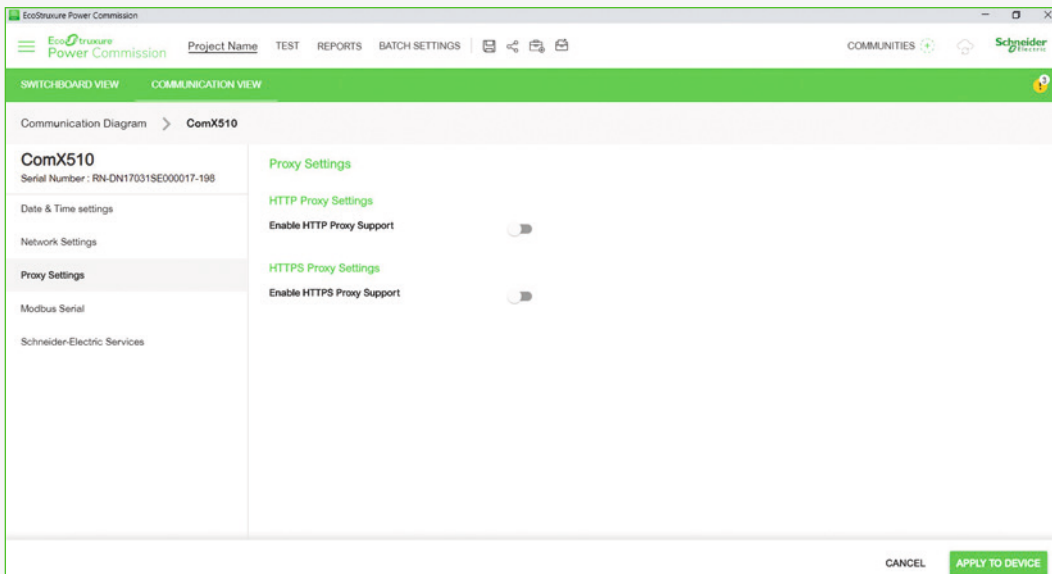 EcoStruxure Power Commission
EcoStruxure
Power Commission
Project Name TEST REPORTS BATCH SETTINGS COMMUNITIES Schneider
Electric
SWITCHBOARD VIEW COMMUNICATION VIEW 3
Communication Diagram > ComX510
ComX510
Serial Number : RN-DN17031SE000017-198
Date & Time settings
Network Settings
Proxy Settings
Modbus Serial
Schneider-Electric Services
Proxy Settings
HTTP Proxy Settings
Enable HTTP Proxy Support
HTTPS Proxy Settings
Enable HTTPS Proxy Support
CANCEL APPLY TO DEVICE